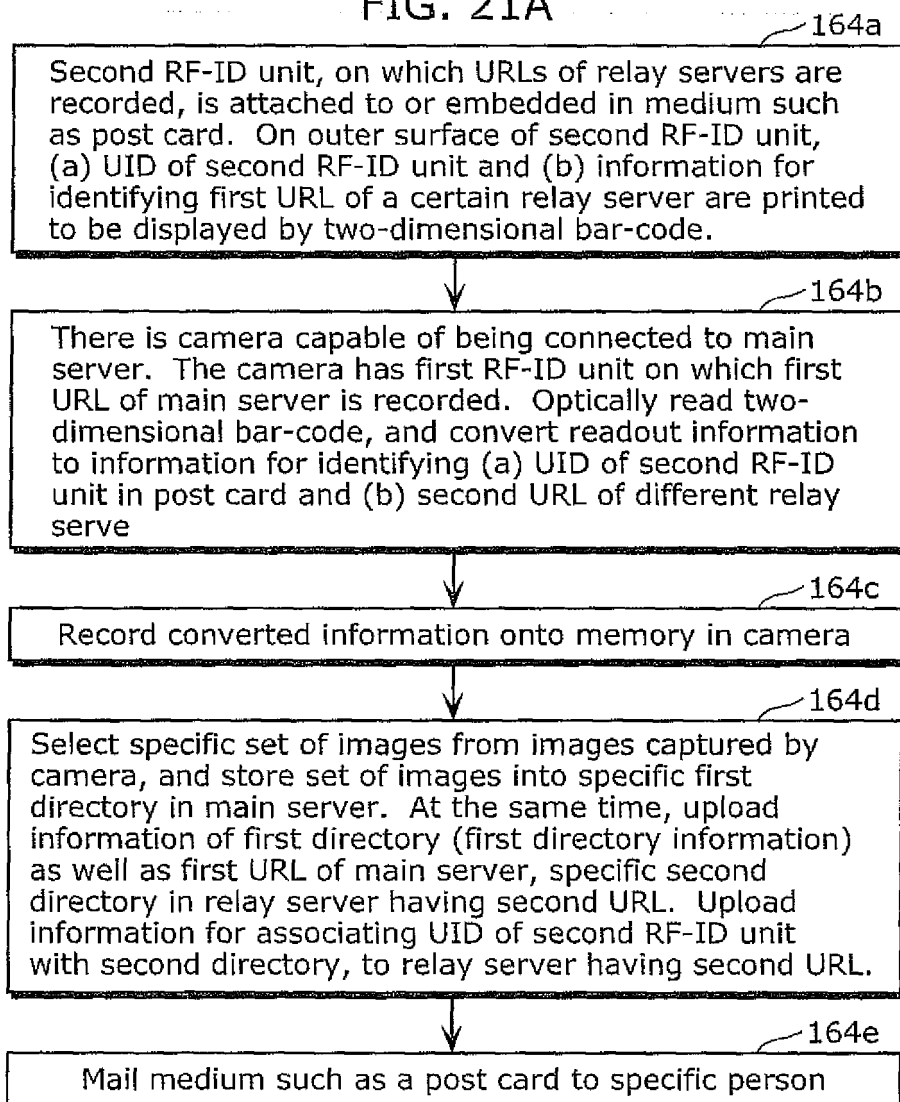 FIG. 21A
164a
Second RF-ID unit, on which URLs of relay servers are
recorded, is attached to or embedded in medium such
as post card. On outer surface of second RF-ID unit,
(a) UID of second RF-ID unit and (b) information for
identifying first URL of a certain relay server are printed
to be displayed by two-dimensional bar-code.
164b
There is camera capable of being connected to main
server. The camera has first RF-ID unit on which first
URL of main server is recorded. Optically read two-
dimensional bar-code, and convert readout information
to information for identifying (a) UID of second RF-ID
unit in post card and (b) second URL of different relay
serve
164c
Record converted information onto memory in camera
164d
Select specific set of images from images captured by
camera, and store set of images into specific first
directory in main server. At the same time, upload
information of first directory (first directory information)
as well as first URL of main server, specific second
directory in relay server having second URL. Upload
information for associating UID of second RF-ID unit
with second directory, to relay server having second URL.
164e
Mail medium such as a post card to specific person